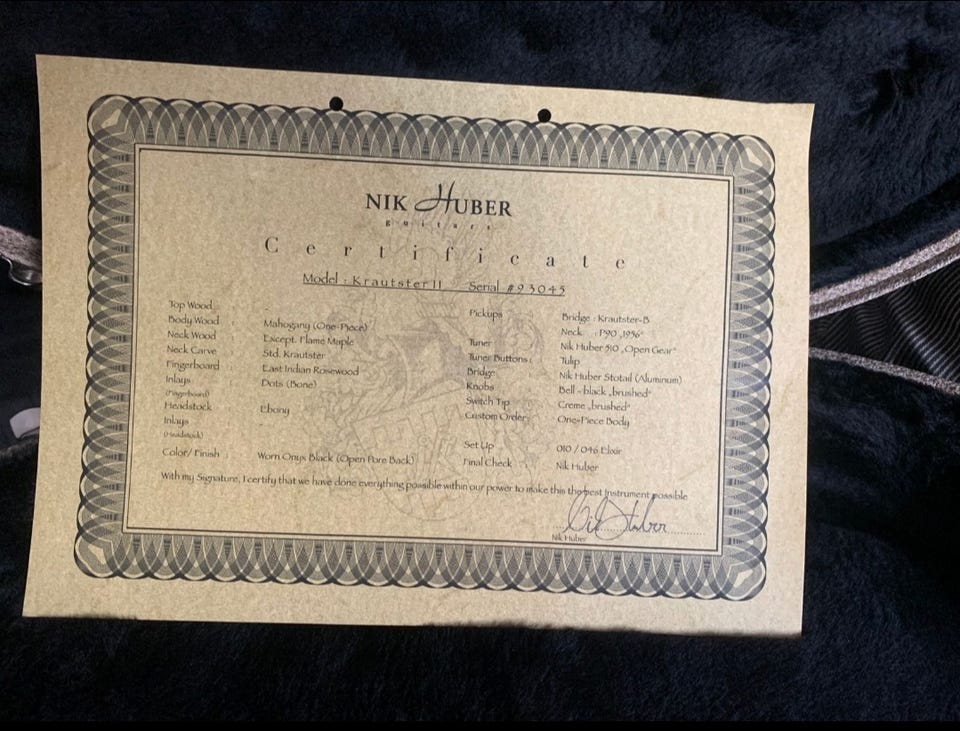 NIK HUBER
guitars
Certificate
Model : Krautster II Serial #93045
Top Wood :
Body Wood : Mahogany (One-Piece)
Neck Wood : Except. Flame Maple
Neck Carve : Std. Krautster
Fingerboard : East Indian Rosewood
Inlays : Dots (Bone)
(Fingerboard)
Headstock : Ebony
Inlays :
(Headstock)
Color/ Finish : Worn Onyx Black (Open Pore Back)
Pickups : Bridge : Krautster-B
Neck : P90 „1956"
Tuner : Nik Huber 510 „Open Gear"
Tuner Buttons : Tulip
Bridge : Nik Huber Stotail (Aluminum)
Knobs : Bell - black „brushed"
Switch Tip : Creme „brushed"
Custom Order : One-Piece Body
Set Up : 010 / 046 Elixir
Final Check : Nik Huber
With my Signature, I certify that we have done everything possible within our power to make this the best Instrument possible
Nik Huber
Nik Huber